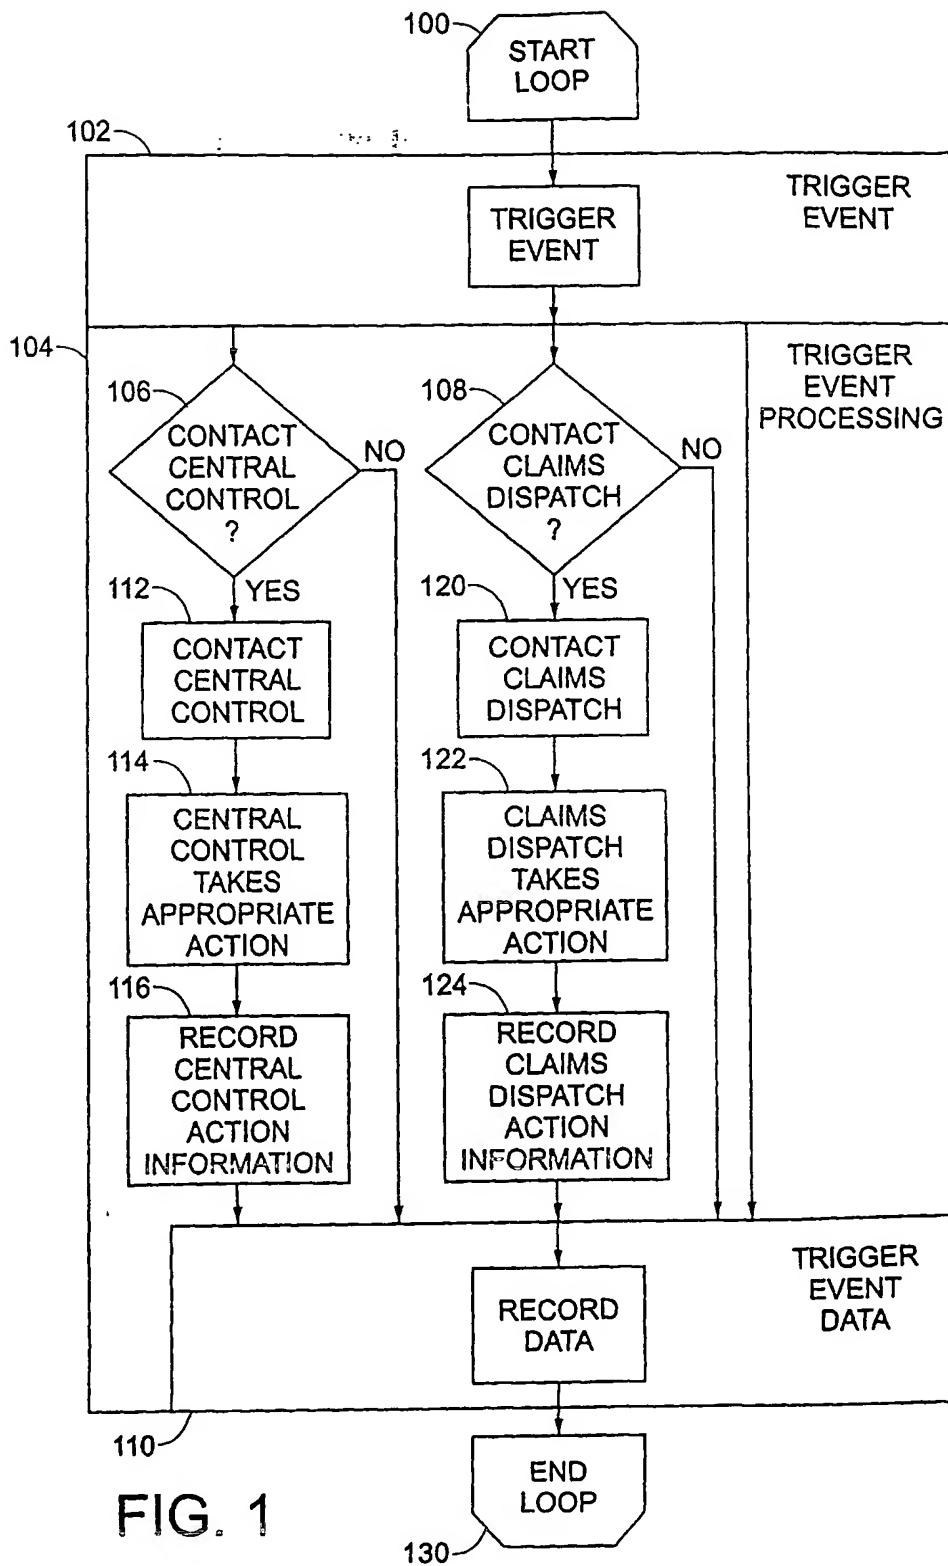 100
START
LOOP
102
TRIGGER
EVENT
TRIGGER
EVENT
104
TRIGGER
EVENT
PROCESSING
106
CONTACT
CENTRAL
CONTROL
?
NO
YES
108
CONTACT
CLAIMS
DISPATCH
?
NO
YES
112
CONTACT
CENTRAL
CONTROL
120
CONTACT
CLAIMS
DISPATCH
114
CENTRAL
CONTROL
TAKES
APPROPRIATE
ACTION
122
CLAIMS
DISPATCH
TAKES
APPROPRIATE
ACTION
116
RECORD
CENTRAL
CONTROL
ACTION
INFORMATION
124
RECORD
CLAIMS
DISPATCH
ACTION
INFORMATION
TRIGGER
EVENT
DATA
RECORD
DATA
110
END
LOOP
130
FIG. 1